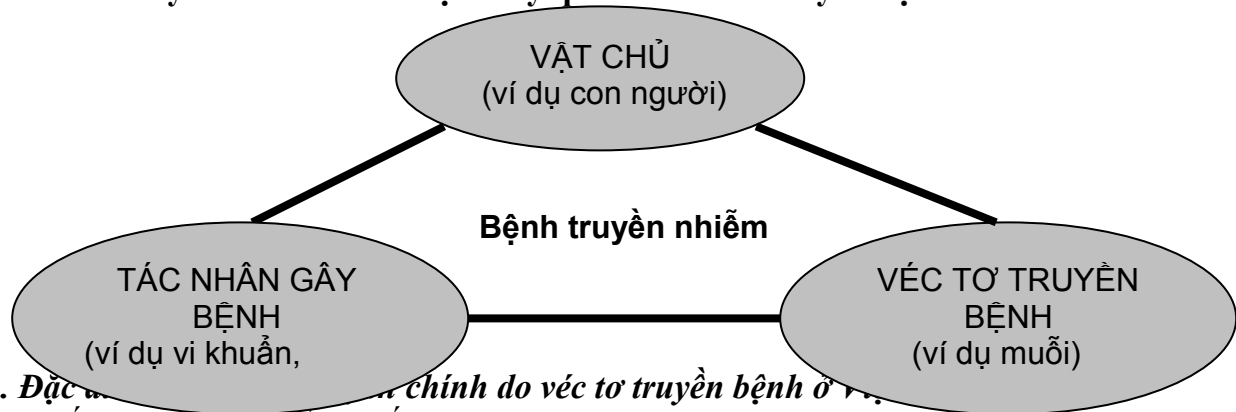 VẬT CHỦ
(ví dụ con người)
Bệnh truyền nhiễm
TÁC NHÂN GÂY
BỆNH
(ví dụ vi khuẩn,
VÉC TƠ TRUYỀN
BỆNH
(ví dụ muỗi)
. Đặc chính do véc tơ truyền bệnh ở